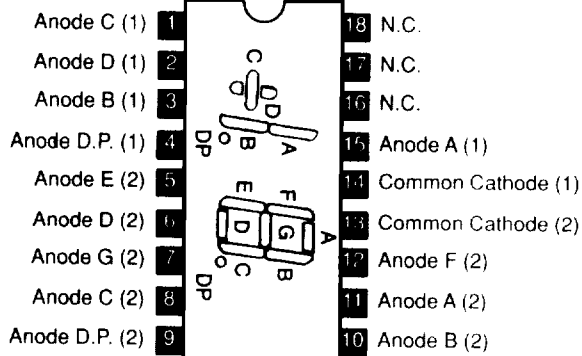 Anode C (1) 1 18 N.C.
Anode D (1) 2 17 N.C.
Anode B (1) 3 16 N.C.
Anode D.P. (1) 4 15 Anode A (1)
Anode E (2) 5 14 Common Cathode (1)
Anode D (2) 6 13 Common Cathode (2)
Anode G (2) 7 12 Anode F (2)
Anode C (2) 8 11 Anode A (2)
Anode D.P. (2) 9 10 Anode B (2)
C
D
B
A
DP
E
F
A
D
G
C
B
DP